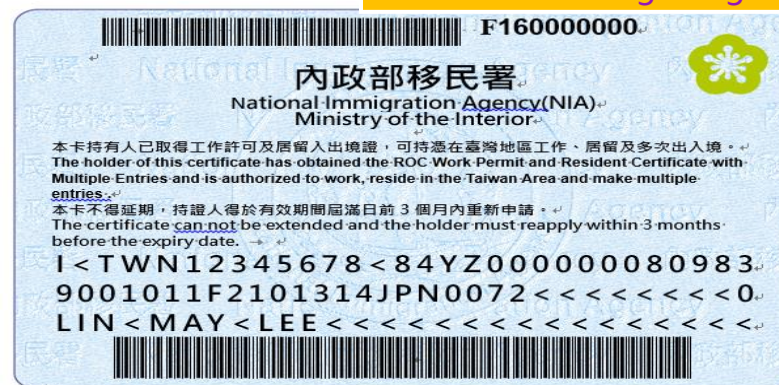 F160000000
內政部移民署
National Immigration Agency(NIA)
Ministry of the Interior
本卡持有人已取得工作許可及居留入出境證，可持憑在臺灣地區工作、居留及多次出入境。
The holder of this certificate has obtained the ROC Work Permit and Resident Certificate with
Multiple Entries and is authorized to work, reside in the Taiwan Area and make multiple
entries.
本卡不得延期，持證人得於有效期間屆滿日前 3 個月內重新申請。
The certificate can not be extended and the holder must reapply within 3 months
before the expiry date.
I<TWN12345678<84YZ0000000080983
9001011F2101314JPN0072<<<<<<<<0
LIN<MAY<LEE<<<<<<<<<<<<<<<<